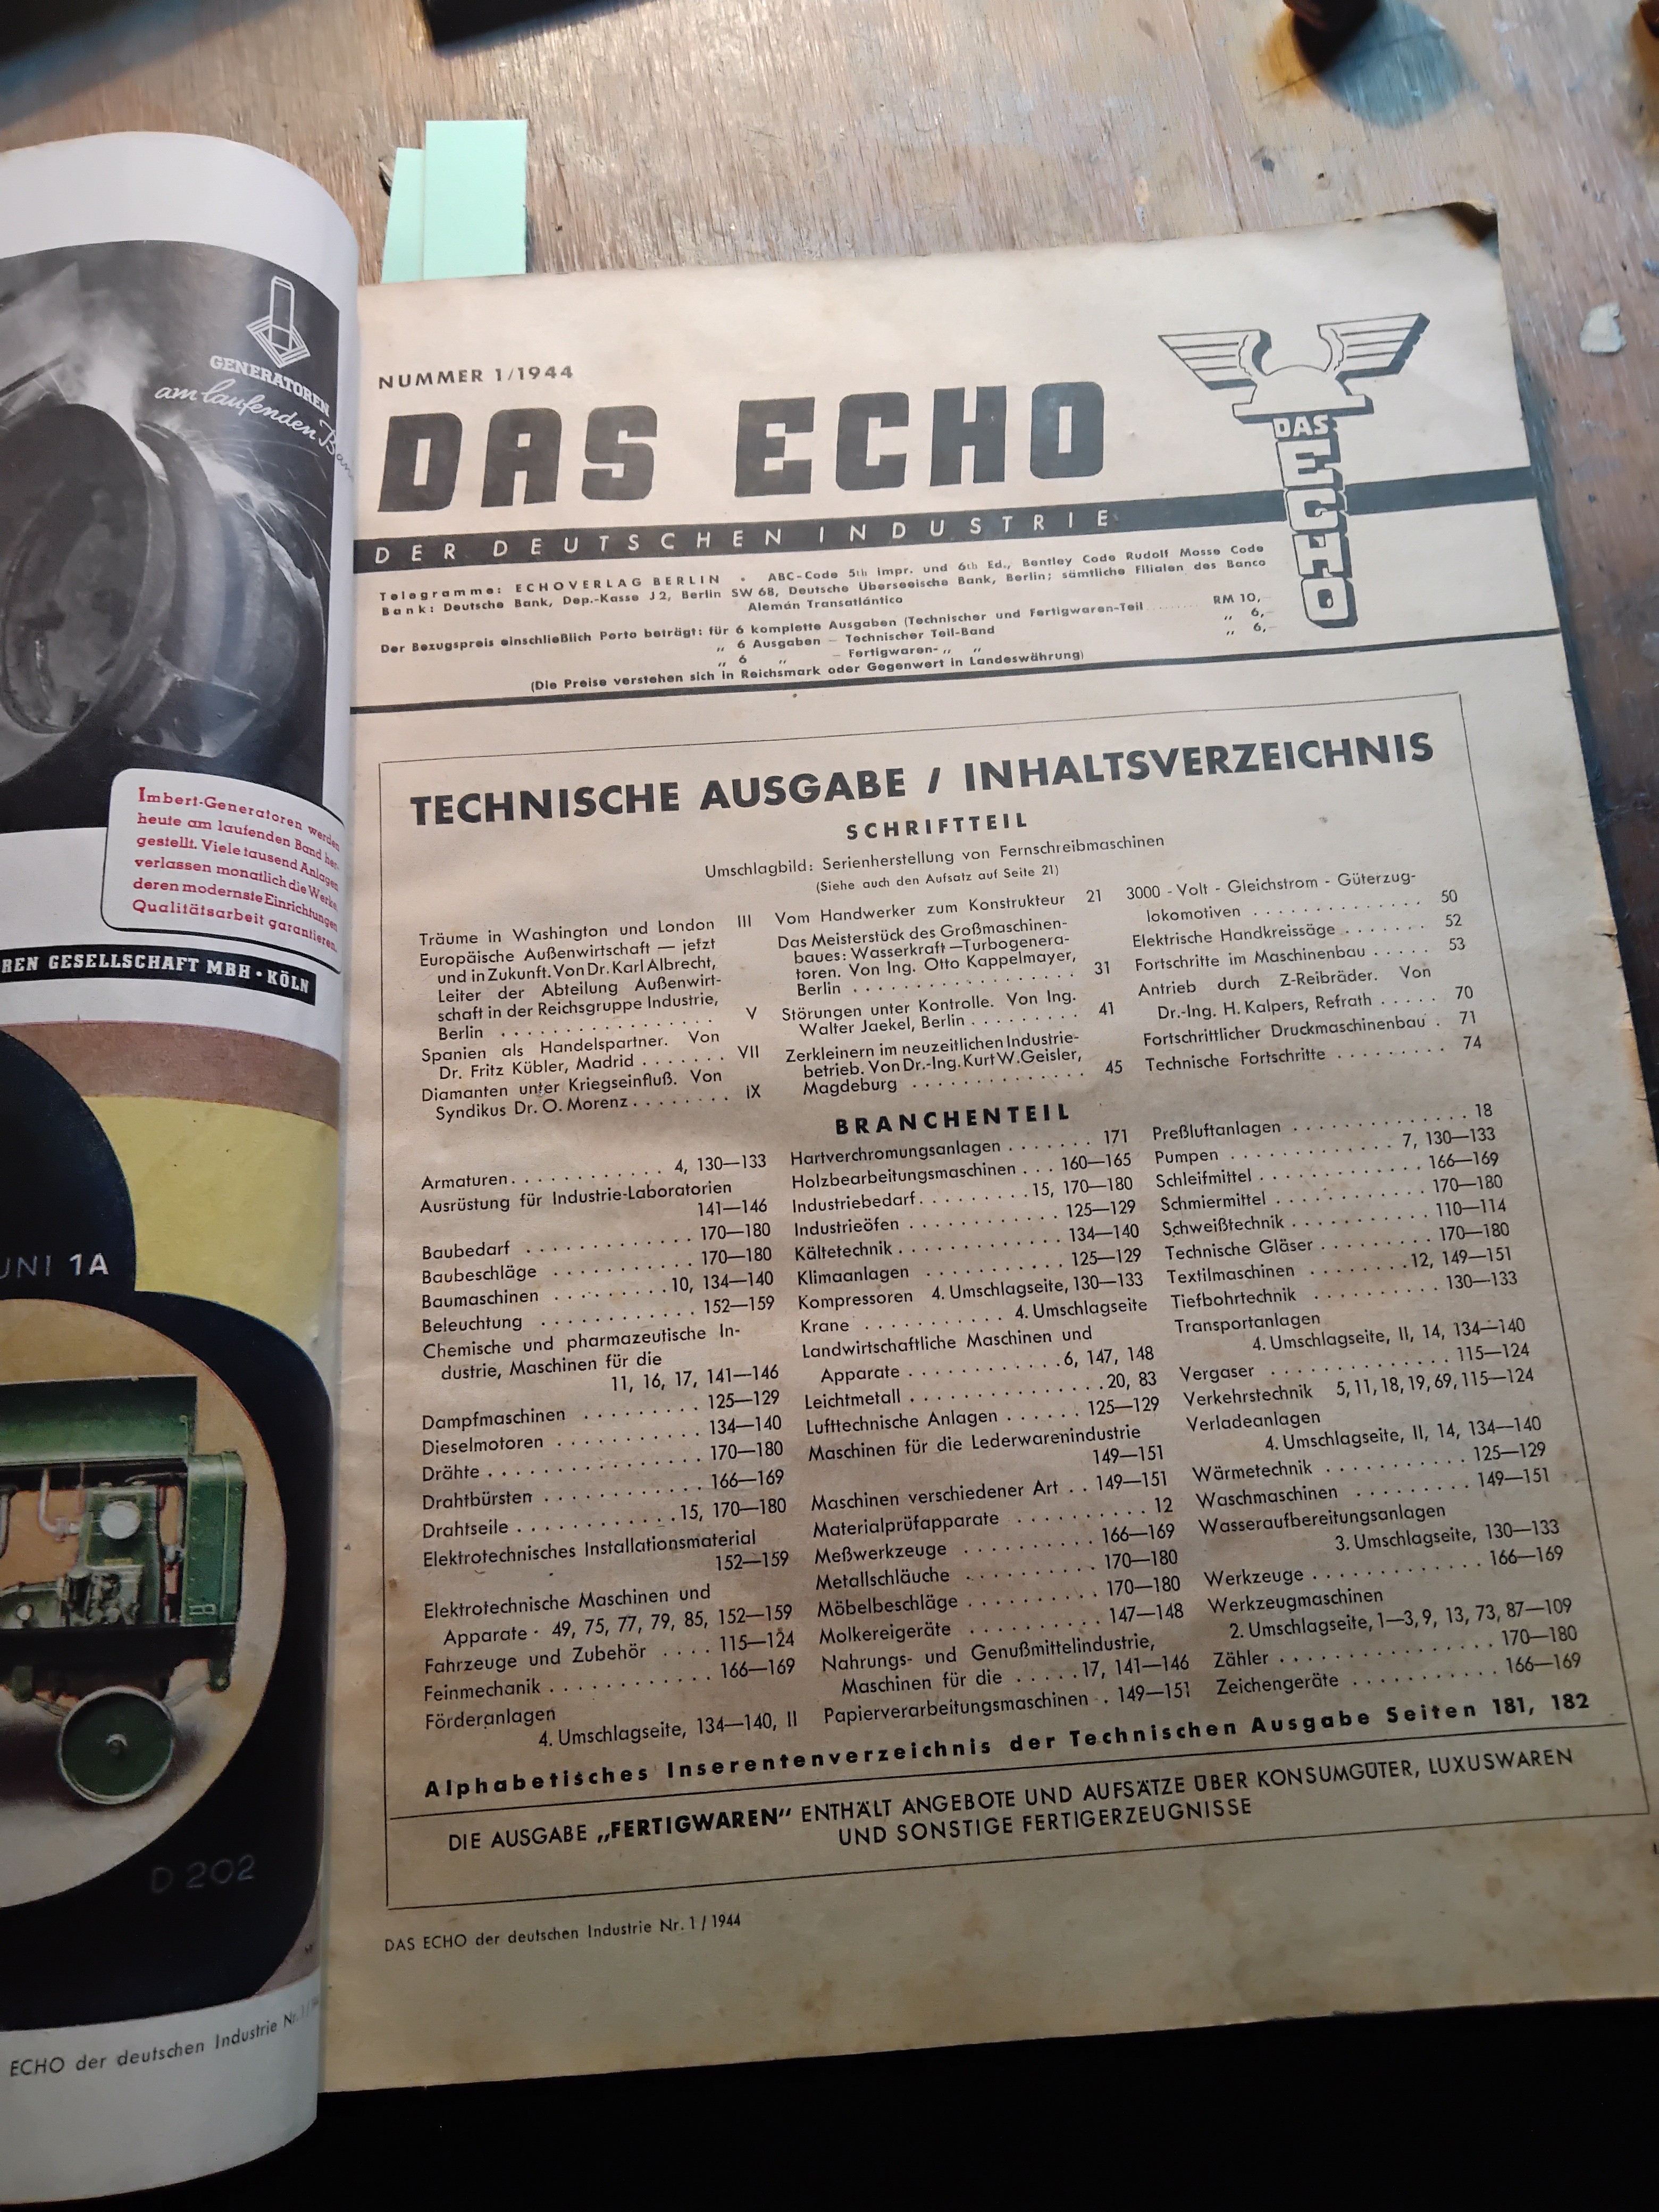 GENERATOREN
am laufenden Band
Imbert-Generatoren werden
heute am laufenden Band her-
gestellt. Viele tausend Anlagen
verlassen monatlich die Werke,
deren modernste Einrichtungen
Qualitätsarbeit garantieren.
REN GESELLSCHAFT MBH • KÖLN
UNI 1A
D 202
ECHO der deutschen Industrie Nr. 1/
NUMMER 1/1944
DAS ECHO
DER DEUTSCHEN INDUSTRIE
DAS
ECHO
Telegramme: ECHOVERLAG BERLIN • ABC-Code 5th impr. und 6th Ed., Bentley Code Rudolf Mosse Code
Bank: Deutsche Bank, Dep.-Kasse J 2, Berlin SW 68, Deutsche Überseeische Bank, Berlin; sämtliche Filialen des Banco
Alemán Transatlántico
Der Bezugspreis einschließlich Porto beträgt: für 6 komplette Ausgaben (Technischer und Fertigwaren-Teil ........ RM 10,—
„ 6 Ausgaben — Technischer Teil-Band „ 6,—
„ 6 „ — Fertigwaren- „ „ „ 6,—
(Die Preise verstehen sich in Reichsmark oder Gegenwert in Landeswährung)
TECHNISCHE AUSGABE / INHALTSVERZEICHNIS
SCHRIFTTEIL
Umschlagbild: Serienherstellung von Fernschreibmaschinen
(Siehe auch den Aufsatz auf Seite 21)
Träume in Washington und London III
Europäische Außenwirtschaft — jetzt
und in Zukunft. Von Dr. Karl Albrecht,
Leiter der Abteilung Außenwirt-
schaft in der Reichsgruppe Industrie,
Berlin . . . . . . . . . . . . . . . . V
Spanien als Handelspartner. Von
Dr. Fritz Kübler, Madrid . . . . . . . VII
Diamanten unter Kriegseinfluß. Von
Syndikus Dr. O. Morenz . . . . . . . . IX
Vom Handwerker zum Konstrukteur 21
Das Meisterstück des Großmaschinen-
baues: Wasserkraft—Turbogenera-
toren. Von Ing. Otto Kappelmayer,
Berlin . . . . . . . . . . . . . . . 31
Störungen unter Kontrolle. Von Ing.
Walter Jaekel, Berlin . . . . . . . . . 41
Zerkleinern im neuzeitlichen Industrie-
betrieb. Von Dr.-Ing. Kurt W. Geisler,
Magdeburg . . . . . . . . . . . . . . 45
3000 - Volt - Gleichstrom - Güterzug-
lokomotiven . . . . . . . . . . . . . 50
Elektrische Handkreissäge . . . . . . . 52
Fortschritte im Maschinenbau . . . . . 53
Antrieb durch Z-Reibräder. Von
Dr.-Ing. H. Kalpers, Refrath . . . . . 70
Fortschrittlicher Druckmaschinenbau . 71
Technische Fortschritte . . . . . . . . . 74
BRANCHENTEIL
Armaturen . . . . . . . . . . . . 4, 130—133
Ausrüstung für Industrie-Laboratorien
141—146
Baubedarf . . . . . . . . . . . . . 170—180
Baubeschläge . . . . . . . . . . . 170—180
Baumaschinen . . . . . . . . . 10, 134—140
Beleuchtung . . . . . . . . . . . . 152—159
Chemische und pharmazeutische In-
dustrie, Maschinen für die
11, 16, 17, 141—146
Dampfmaschinen . . . . . . . . . 125—129
Dieselmotoren . . . . . . . . . . . 134—140
Drähte . . . . . . . . . . . . . . . . 170—180
Drahtbürsten . . . . . . . . . . . . 166—169
Drahtseile . . . . . . . . . . . . 15, 170—180
Elektrotechnisches Installationsmaterial
152—159
Elektrotechnische Maschinen und
Apparate · 49, 75, 77, 79, 85, 152—159
Fahrzeuge und Zubehör . . . . 115—124
Feinmechanik . . . . . . . . . . . . 166—169
Förderanlagen
4. Umschlagseite, 134—140, II
Hartverchromungsanlagen . . . . . . . 171
Holzbearbeitungsmaschinen . . . 160—165
Industriebedarf . . . . . . . . . 15, 170—180
Industrieöfen . . . . . . . . . . . . 125—129
Kältetechnik . . . . . . . . . . . . . 134—140
Klimaanlagen . . . . . . . . . . . 125—129
Kompressoren 4. Umschlagseite, 130—133
Krane . . . . . . . . . . . 4. Umschlagseite
Landwirtschaftliche Maschinen und
Apparate . . . . . . . . . . . 6, 147, 148
Leichtmetall . . . . . . . . . . . . . . . 20, 83
Lufttechnische Anlagen . . . . . . 125—129
Maschinen für die Lederwarenindustrie
149—151
Maschinen verschiedener Art . . 149—151
Materialprüfapparate . . . . . . . . . . 12
Meßwerkzeuge . . . . . . . . . . 166—169
Metallschläuche . . . . . . . . . . 170—180
Möbelbeschläge . . . . . . . . . . 170—180
Molkereigeräte . . . . . . . . . . 147—148
Nahrungs- und Genußmittelindustrie,
Maschinen für die . . . . . 17, 141—146
Papierverarbeitungsmaschinen . . 149—151
Preßluftanlagen . . . . . . . . . . . . . 18
Pumpen . . . . . . . . . . . . . 7, 130—133
Schleifmittel . . . . . . . . . . . . . 166—169
Schmiermittel . . . . . . . . . . . . 170—180
Schweißtechnik . . . . . . . . . . . 110—114
Technische Gläser . . . . . . . . . 170—180
Textilmaschinen . . . . . . . . 12, 149—151
Tiefbohrtechnik . . . . . . . . . . 130—133
Transportanlagen
4. Umschlagseite, II, 14, 134—140
Vergaser . . . . . . . . . . . . . . . 115—124
Verkehrstechnik 5, 11, 18, 19, 69, 115—124
Verladeanlagen
4. Umschlagseite, II, 14, 134—140
Wärmetechnik . . . . . . . . . . . 125—129
Waschmaschinen . . . . . . . . . 149—151
Wasseraufbereitungsanlagen
3. Umschlagseite, 130—133
Werkzeuge . . . . . . . . . . . . . 166—169
Werkzeugmaschinen
2. Umschlagseite, 1—3, 9, 13, 73, 87—109
Zähler . . . . . . . . . . . . . . . . 170—180
Zeichengeräte . . . . . . . . . . . 166—169
Alphabetisches Inserentenverzeichnis der Technischen Ausgabe Seiten 181, 182
DIE AUSGABE „FERTIGWAREN“ ENTHÄLT ANGEBOTE UND AUFSÄTZE ÜBER KONSUMGÜTER, LUXUSWAREN
UND SONSTIGE FERTIGERZEUGNISSE
DAS ECHO der deutschen Industrie Nr. 1 / 1944